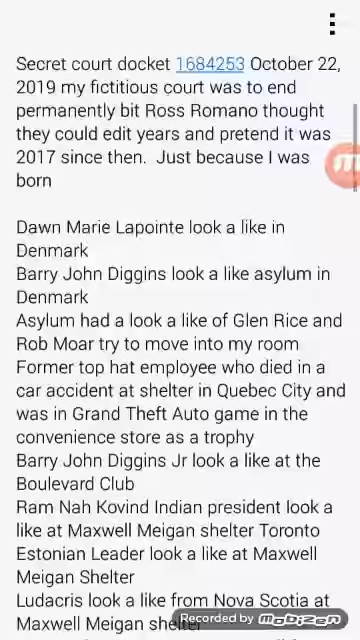 Secret court docket 1684253 October 22,
2019 my fictitious court was to end
permanently bit Ross Romano thought
they could edit years and pretend it was
2017 since then.  Just because I was
born
Dawn Marie Lapointe look a like in
Denmark
Barry John Diggins look a like asylum in
Denmark
Asylum had a look a like of Glen Rice and
Rob Moar try to move into my room
Former top hat employee who died in a
car accident at shelter in Quebec City and
was in Grand Theft Auto game in the
convenience store as a trophy
Barry John Diggins Jr look a like at the
Boulevard Club
Ram Nah Kovind Indian president look a
like at Maxwell Meigan shelter Toronto
Estonian Leader look a like at Maxwell
Meigan Shelter
Ludacris look a like from Nova Scotia at
Maxwell Meigan shelter
Recorded by mobizen